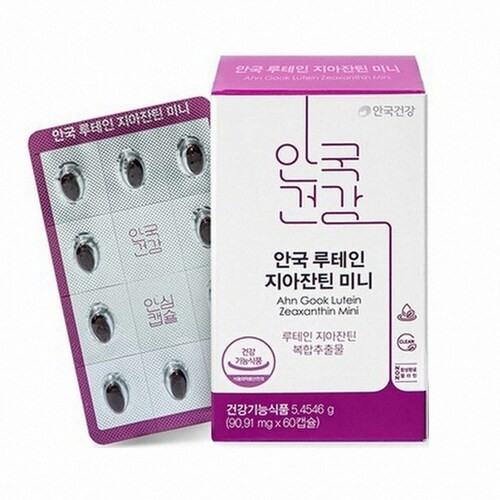 안국 루테인 지아잔틴 미니
Ahn Gook Lutein Zeaxanthin Mini
안국건강
안국
건강
안국 루테인
지아잔틴 미니
Ahn Gook Lutein
Zeaxanthin Mini
루테인 지아잔틴
복합추출물
건강
기능식품
CLEAN
NON
건강기능식품 5.4546 g
(90.91 mg x 60캡슐)
안국 루테인 지아잔틴 미니
안국
건강
안심
캡슐